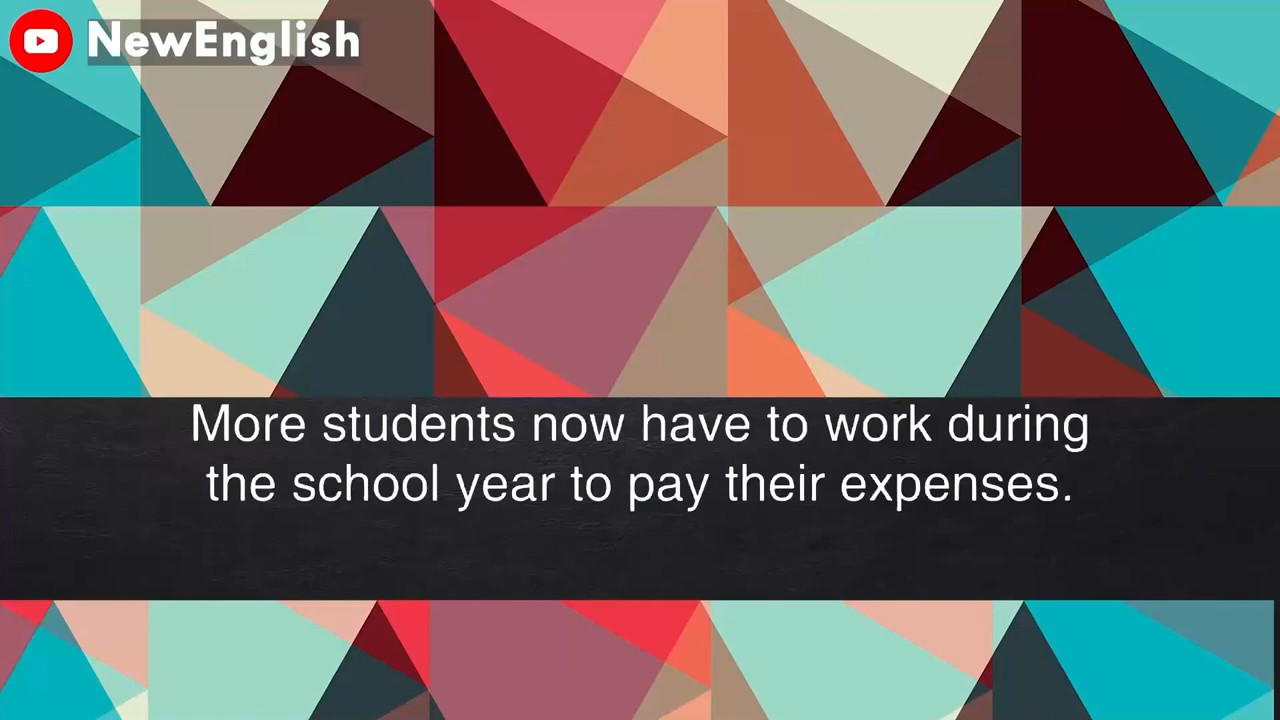 NewEnglish
More students now have to work during
the school year to pay their expenses.